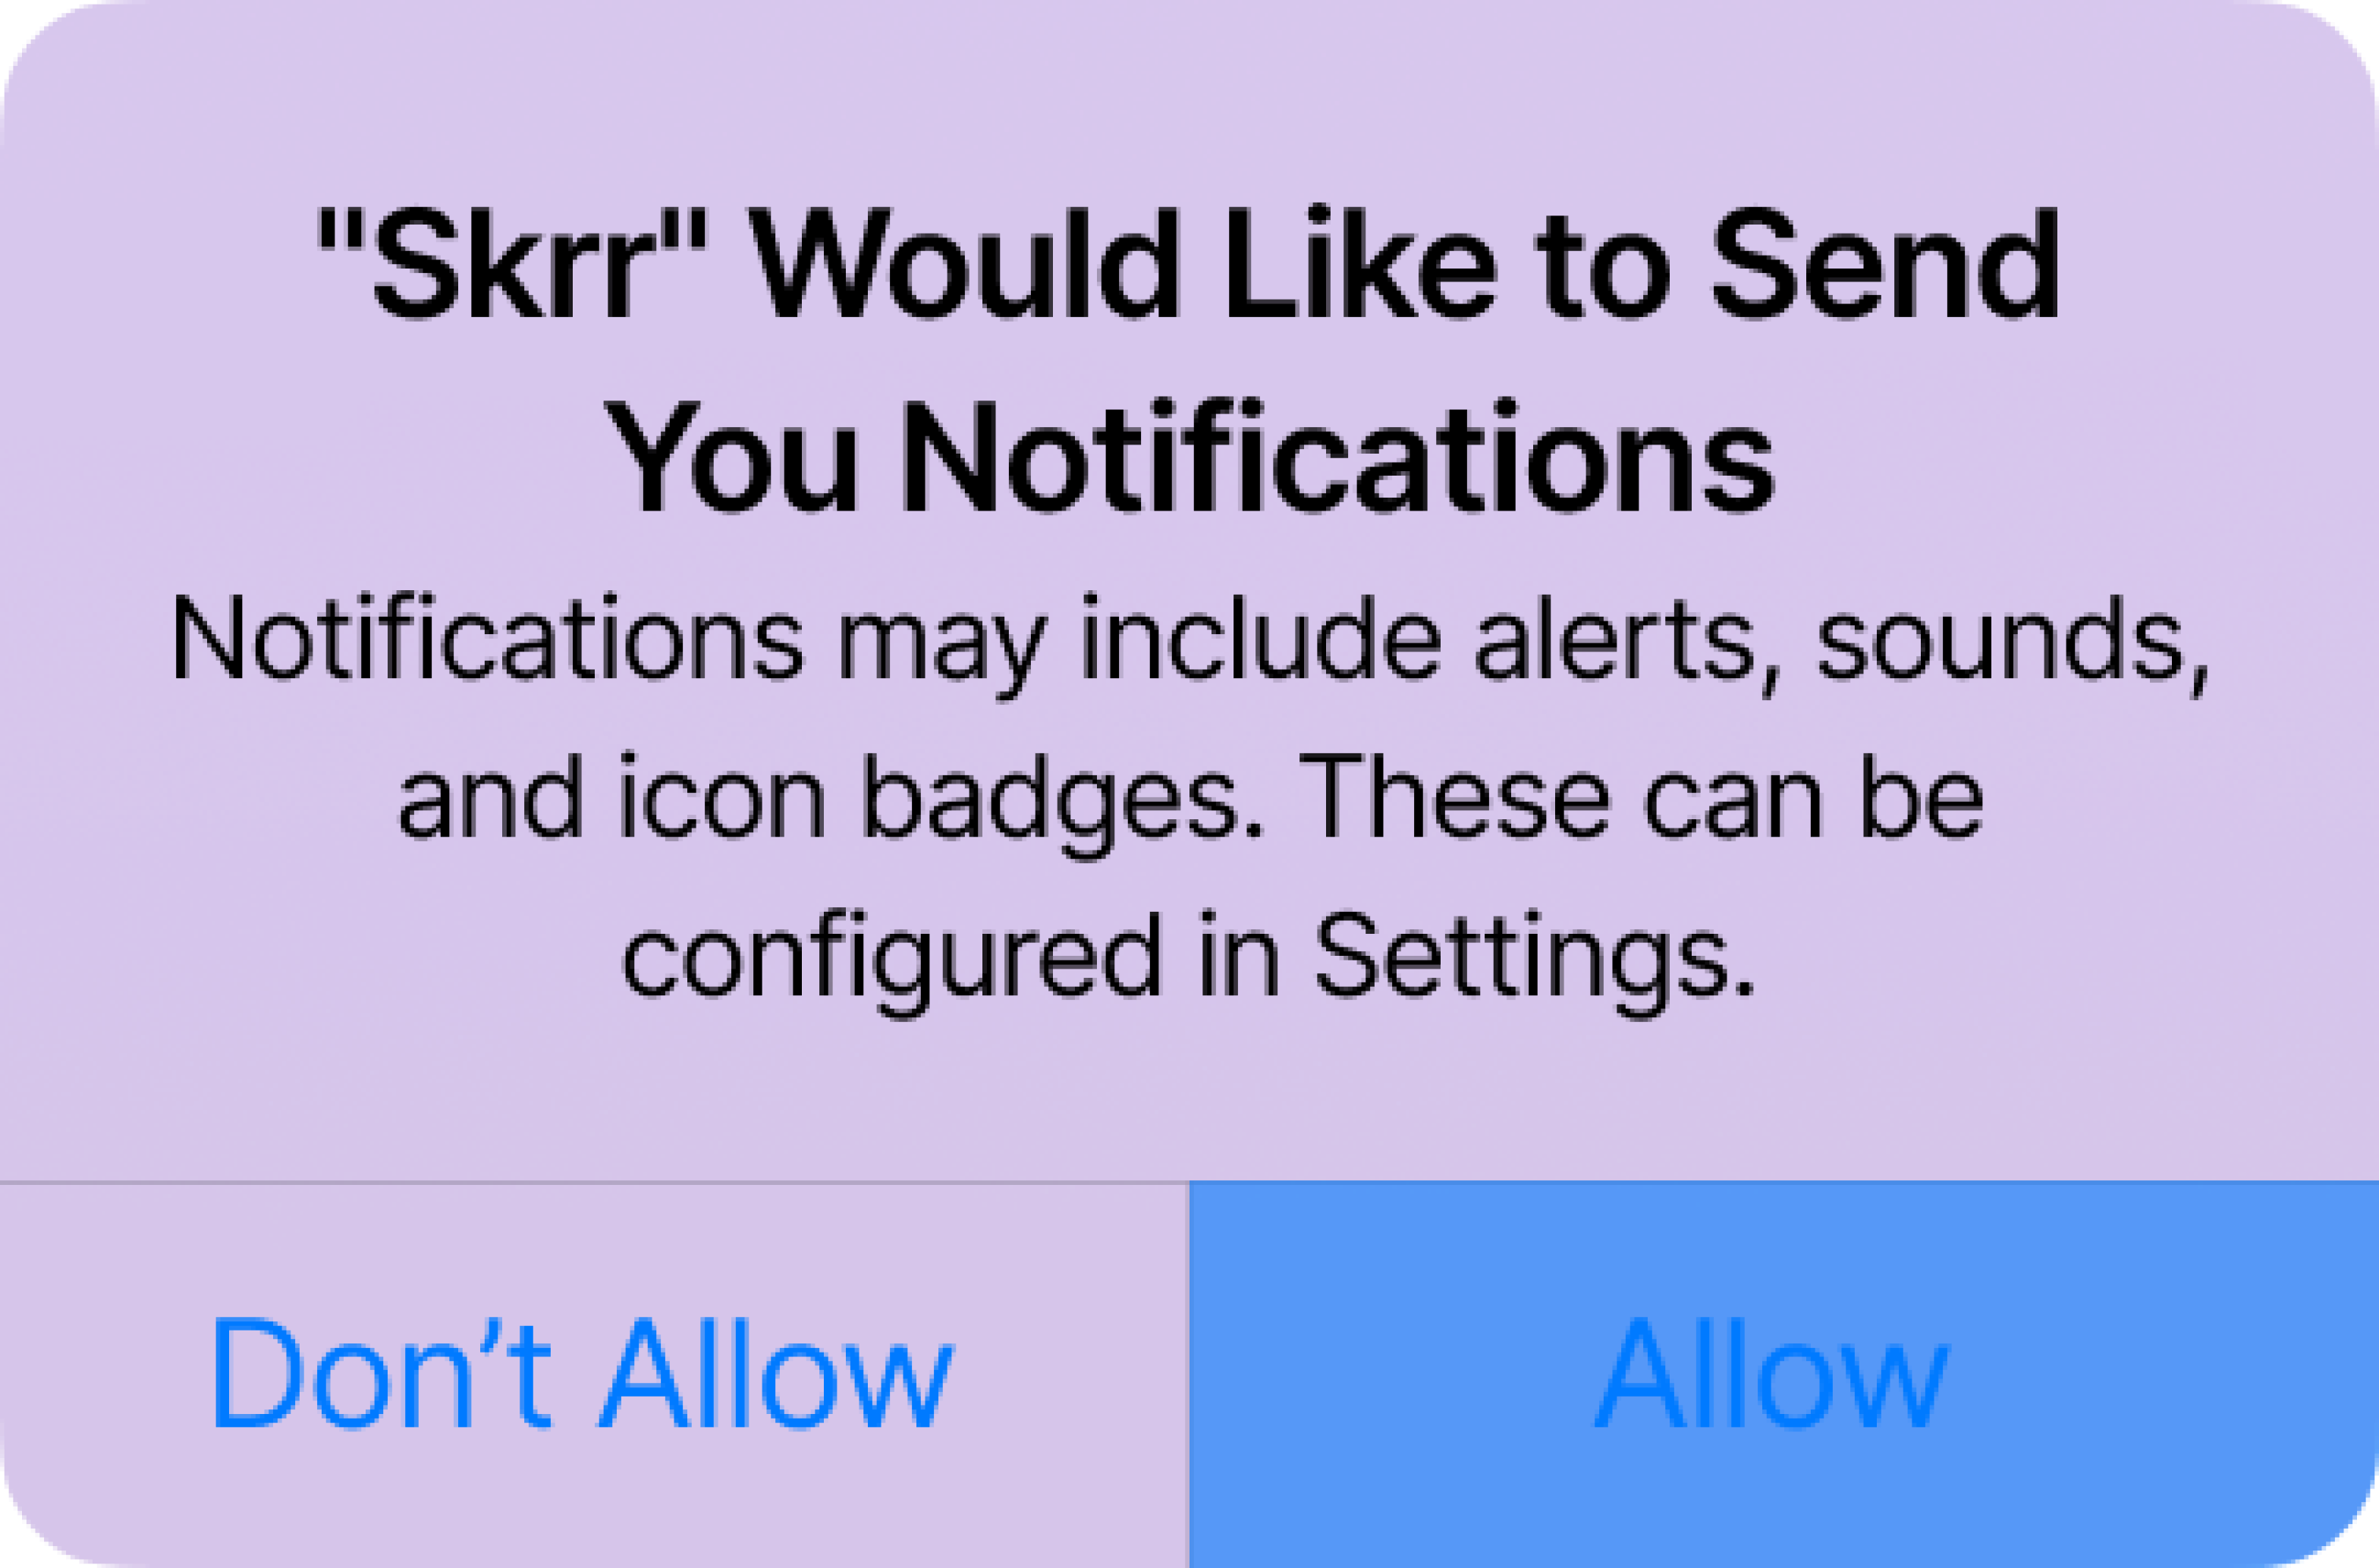 "Skrr" Would Like to Send
You Notifications
Notifications may include alerts, sounds,
and icon badges. These can be
configured in Settings.
Don’t Allow
Allow